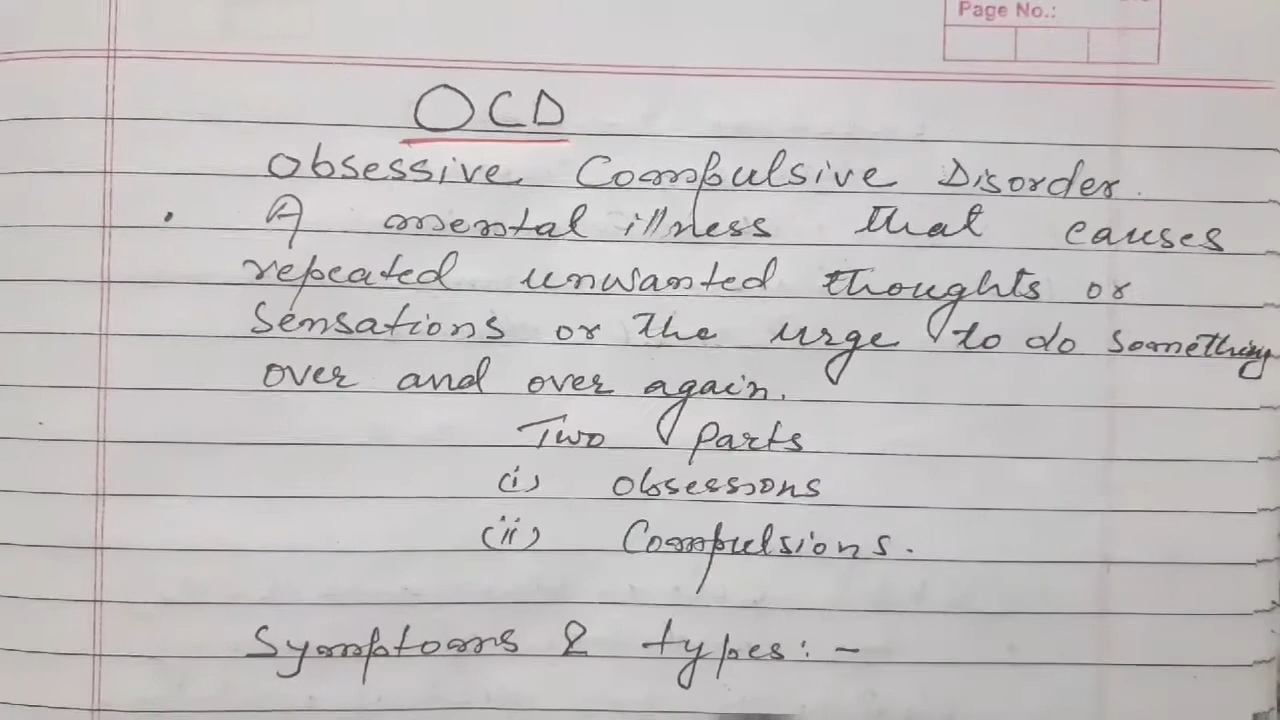 Page No.:
OCD
Obsessive Compulsive Disorder.
. A mental illness that causes
repeated unwanted thoughts or
sensations or the urge to do something
over and over again.
Two parts
(i) Obsessions
(ii) Compulsions.
Symptoms & types:-